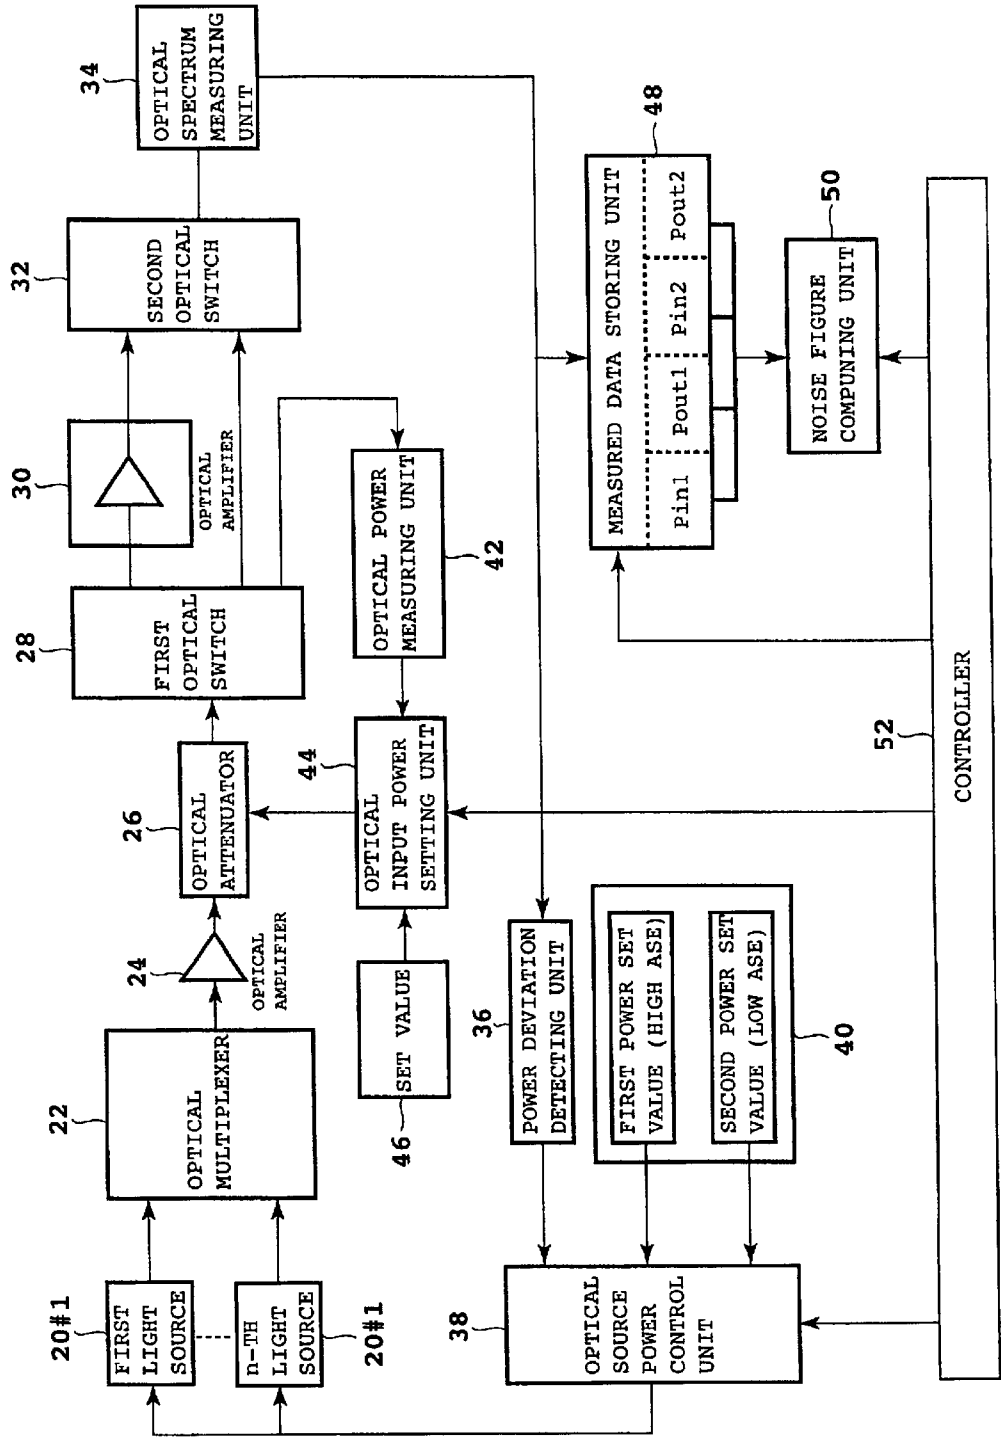 20#1
FIRST
LIGHT
SOURCE
n-TH
LIGHT
SOURCE
20#1
22
OPTICAL
MULTIPLEXER
24
OPTICAL
AMPLIFIER
26
OPTICAL
ATTENUATOR
28
FIRST
OPTICAL
SWITCH
30
OPTICAL
AMPLIFIER
32
SECOND
OPTICAL
SWITCH
34
OPTICAL
SPECTRUM
MEASURING
UNIT
46
SET VALUE
44
OPTICAL
INPUT POWER
SETTING UNIT
OPTICAL POWER
MEASURING UNIT
42
38
OPTICAL
SOURCE
POWER
CONTROL
UNIT
36
POWER DEVIATION
DETECTING UNIT
FIRST POWER SET
VALUE (HIGH ASE)
SECOND POWER SET
VALUE (LOW ASE)
40
MEASURED DATA STORING UNIT
48
Pin1
Pout1
Pin2
Pout2
50
NOISE FIGURE
COMPUNING UNIT
52
CONTROLLER